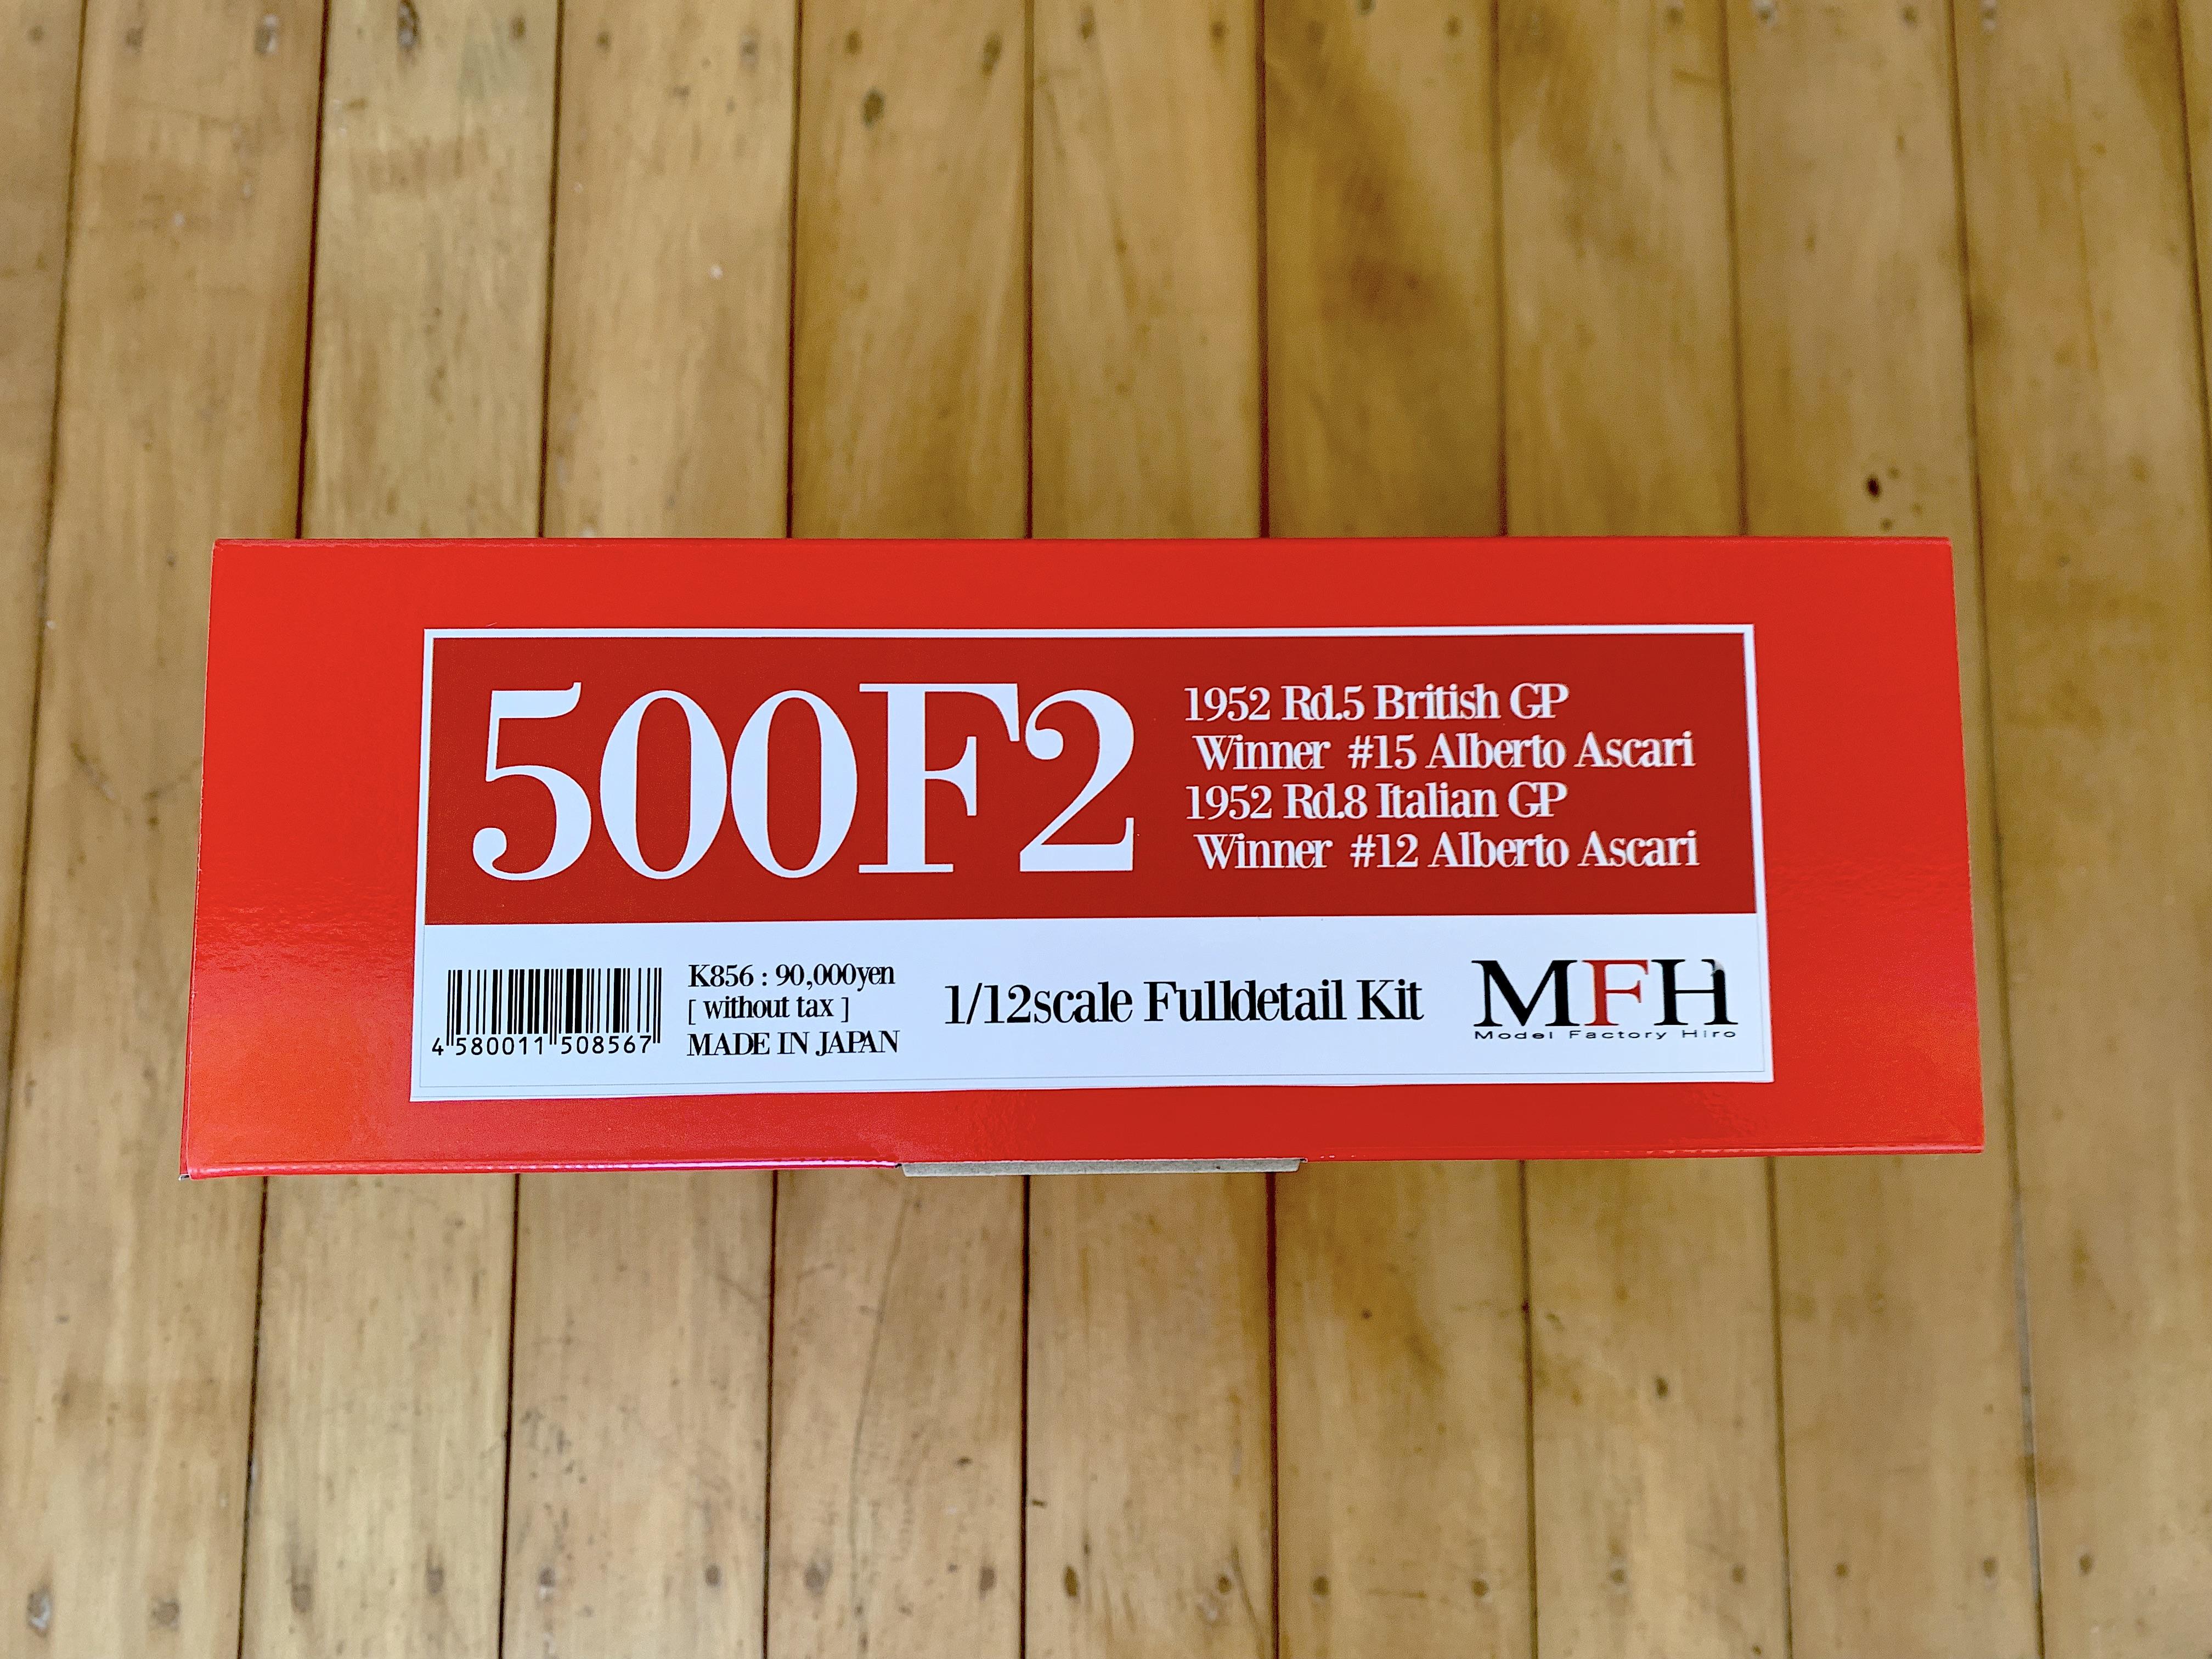 500F2
1952 Rd.5 British GP
Winner #15 Alberto Ascari
1952 Rd.8 Italian GP
Winner #12 Alberto Ascari
4 580011 508567
K856 : 90,000yen
[ without tax ]
MADE IN JAPAN
1/12scale Fulldetail Kit
MFH
Model Factory Hiro